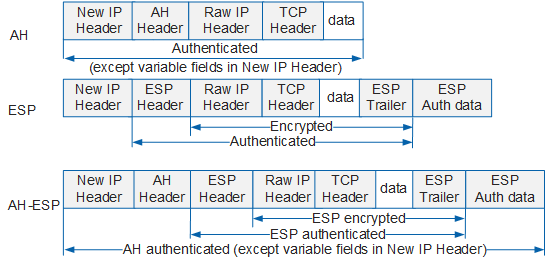 AH
New IP Header
AH Header
Raw IP Header
TCP Header
data
Authenticated
(except variable fields in New IP Header)
ESP
New IP Header
ESP Header
Raw IP Header
TCP Header
data
ESP Trailer
ESP Auth data
Encrypted
Authenticated
AH-ESP
New IP Header
AH Header
ESP Header
Raw IP Header
TCP Header
data
ESP Trailer
ESP Auth data
ESP encrypted
ESP authenticated
AH authenticated (except variable fields in New IP Header)